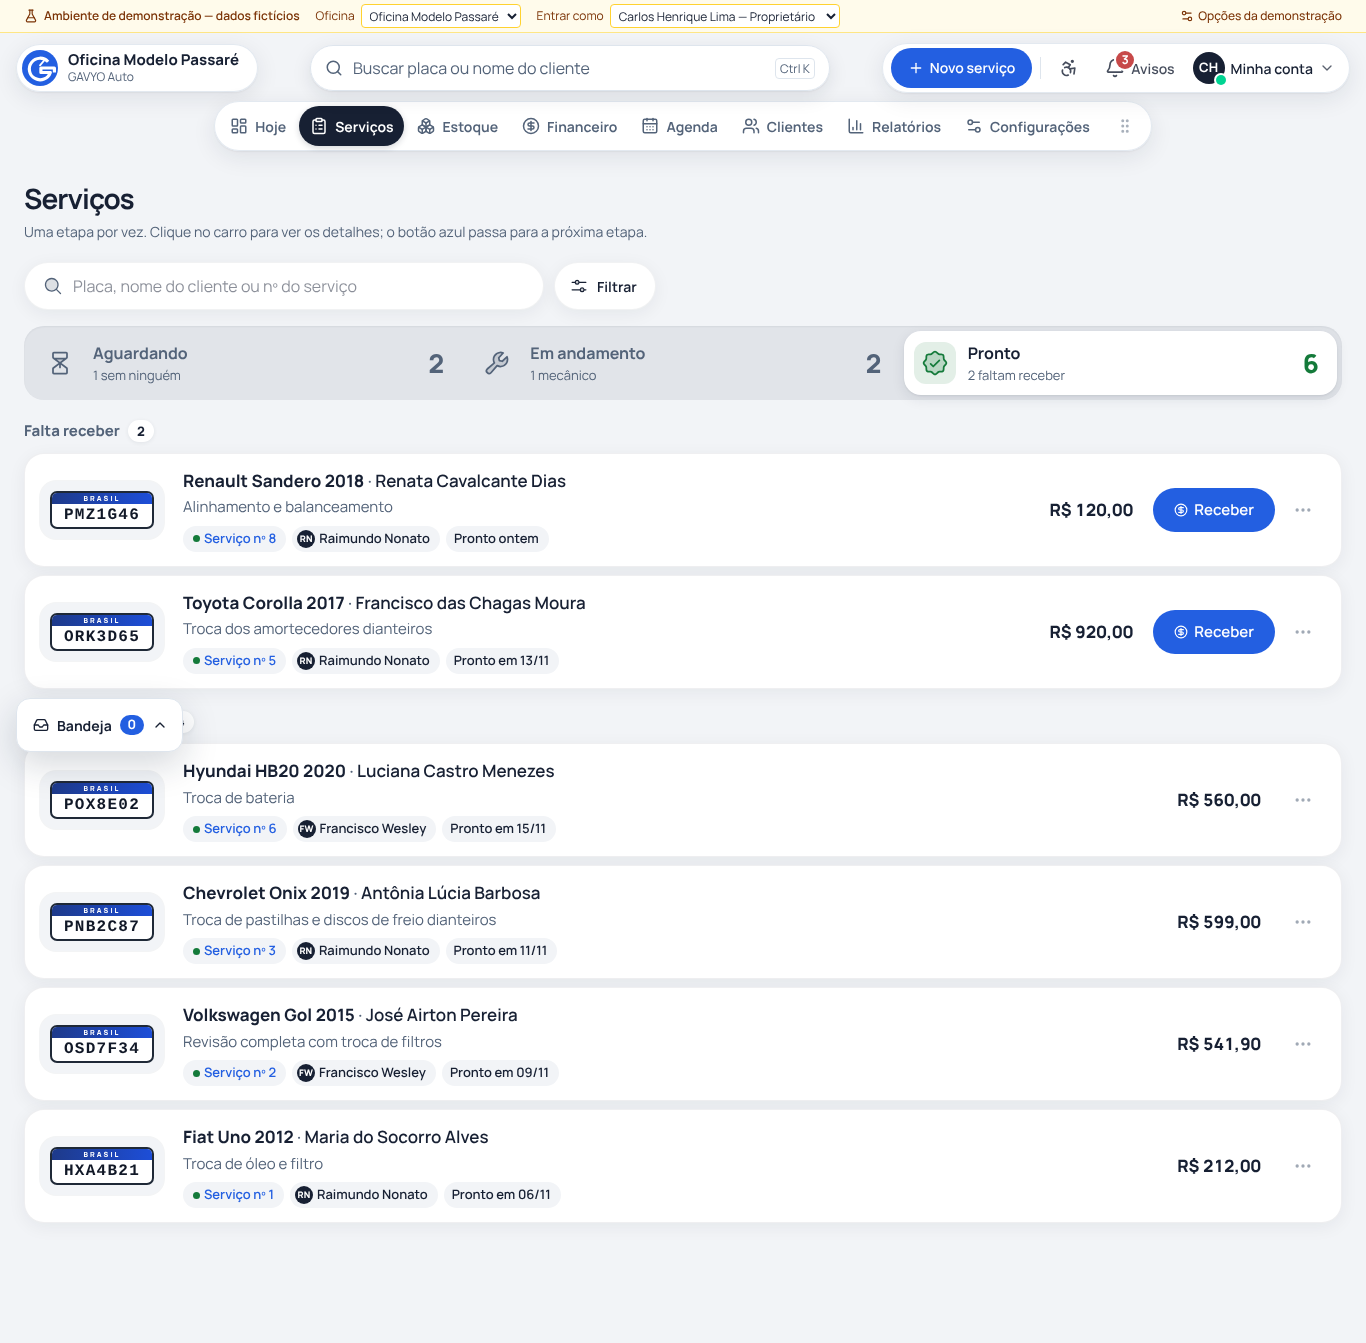 Ambiente de demonstração — dados fictícios Oficina Oficina Modelo Passaré Entrar como Carlos Henrique Lima — Proprietário Opções da demonstração
Oficina Modelo Passaré
GAVYO Auto
Buscar placa ou nome do cliente Ctrl K
+ Novo serviço
3
Avisos
CH
Minha conta
Hoje Serviços Estoque Financeiro Agenda Clientes Relatórios Configurações
Serviços
Uma etapa por vez. Clique no carro para ver os detalhes; o botão azul passa para a próxima etapa.
Placa, nome do cliente ou nº do serviço
Filtrar
Aguardando
1 sem ninguém
2
Em andamento
1 mecânico
2
Pronto
2 faltam receber
6
Falta receber 2
BRASIL
PMZ1G46
Renault Sandero 2018 · Renata Cavalcante Dias
Alinhamento e balanceamento
Serviço nº 8 RN Raimundo Nonato Pronto ontem
R$ 120,00 Receber
BRASIL
ORK3D65
Toyota Corolla 2017 · Francisco das Chagas Moura
Troca dos amortecedores dianteiros
Serviço nº 5 RN Raimundo Nonato Pronto em 13/11
R$ 920,00 Receber
Bandeja 0
BRASIL
POX8E02
Hyundai HB20 2020 · Luciana Castro Menezes
Troca de bateria
Serviço nº 6 FW Francisco Wesley Pronto em 15/11
R$ 560,00
BRASIL
PNB2C87
Chevrolet Onix 2019 · Antônia Lúcia Barbosa
Troca de pastilhas e discos de freio dianteiros
Serviço nº 3 RN Raimundo Nonato Pronto em 11/11
R$ 599,00
BRASIL
OSD7F34
Volkswagen Gol 2015 · José Airton Pereira
Revisão completa com troca de filtros
Serviço nº 2 FW Francisco Wesley Pronto em 09/11
R$ 541,90
BRASIL
HXA4B21
Fiat Uno 2012 · Maria do Socorro Alves
Troca de óleo e filtro
Serviço nº 1 RN Raimundo Nonato Pronto em 06/11
R$ 212,00